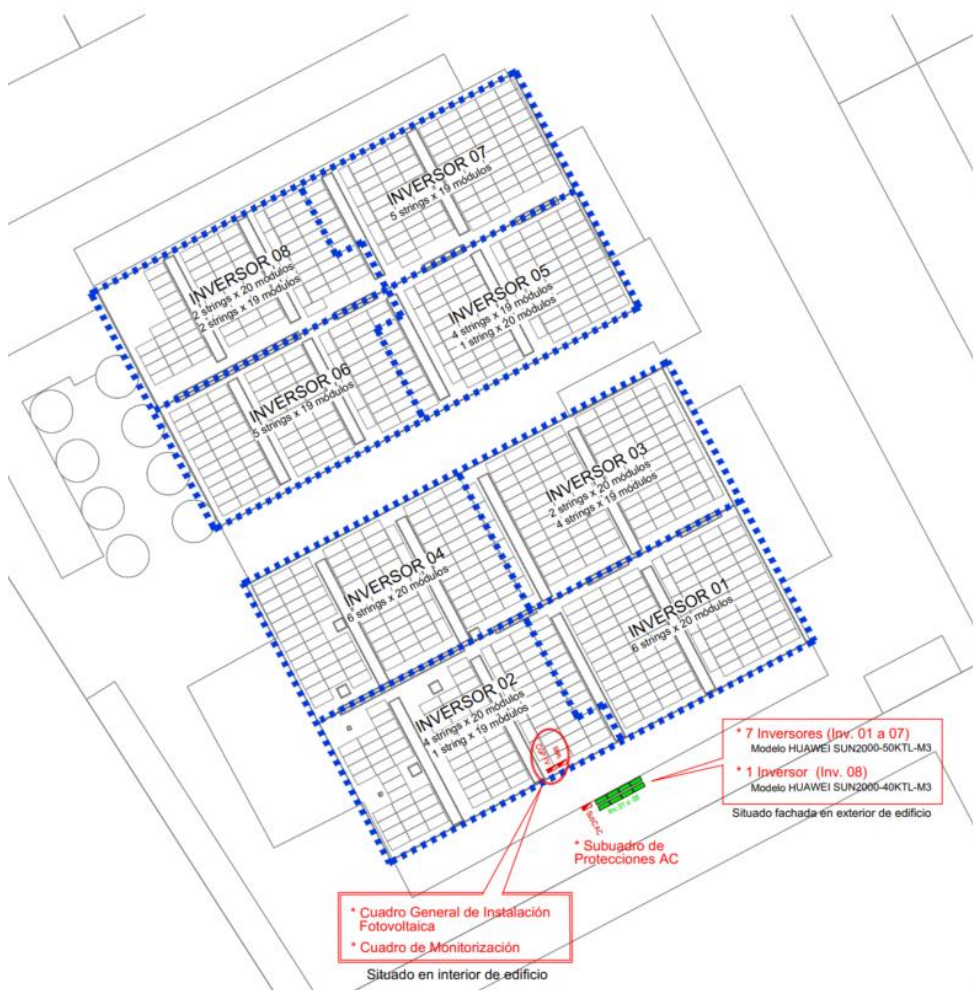 INVERSOR 07
5 strings x 19 módulos
INVERSOR 08
2 strings x 20 módulos
2 strings x 19 módulos
INVERSOR 05
4 strings x 19 módulos
1 string x 20 módulos
INVERSOR 06
5 strings x 19 módulos
INVERSOR 03
2 strings x 20 módulos
4 strings x 19 módulos
INVERSOR 04
6 strings x 20 módulos
INVERSOR 01
6 strings x 20 módulos
INVERSOR 02
4 strings x 20 módulos
1 string x 19 módulos
* 7 Inversores (Inv. 01 a 07)
Modelo HUAWEI SUN2000-50KTL-M3
* 1 Inversor (Inv. 08)
Modelo HUAWEI SUN2000-40KTL-M3
Situado fachada en exterior de edificio
* Subuadro de
Protecciones AC
* Cuadro General de Instalación
Fotovoltaica
* Cuadro de Monitorización
Situado en interior de edificio